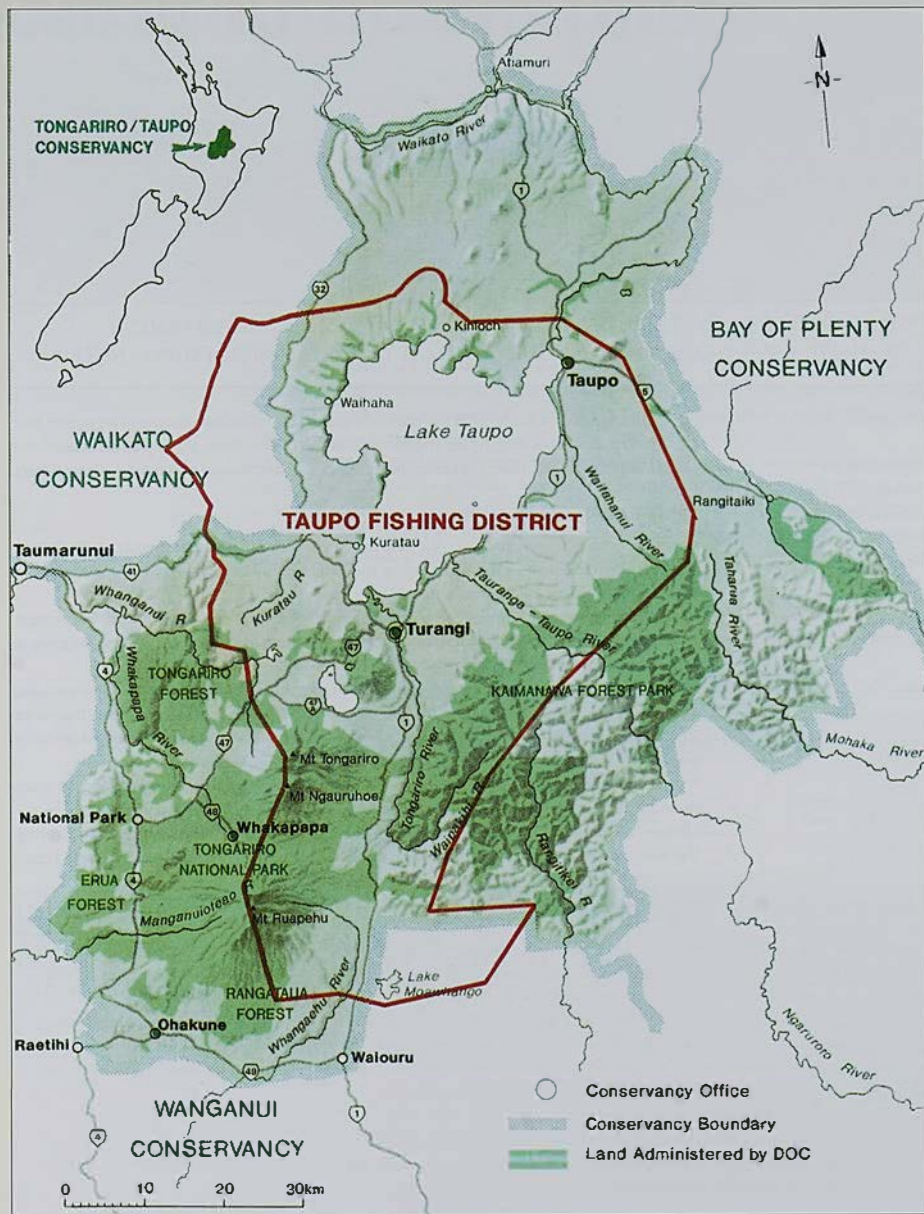 Atiamuri
N
TONGARIRO/TAUPO
CONSERVANCY
Waikato River
1
32
Kinloch
BAY OF PLENTY
CONSERVANCY
Taupo
5
Waihaha
Lake Taupo
WAIKATO
CONSERVANCY
1
Waitahanui River
Rangitaiki
TAUPO FISHING DISTRICT
Kuratau
Taumarunui
41
Whanganui R
Kuratau R
Tauranga - Taupo River
Taharua River
Turangi
47
4
Whakapapa River
TONGARIRO
FOREST
KAIMANAWA FOREST PARK
47A
1
47
Mohaka River
Mt Tongariro
Tongariro River
Mt Ngauruhoe
Waipakihi R
National Park
48
Whakapapa
TONGARIRO
NATIONAL PARK
Rangitikei R
ERUA
FOREST
4
Manganuioteao
Mt Ruapehu
Lake
Moawhango
RANGATAUA
FOREST
Whangaehu River
Ohakune
Raetihi
49
Waiouru
Ngaruroro River
Conservancy Office
WANGANUI
CONSERVANCY
1
Conservancy Boundary
4
Land Administered by DOC
0 10 20 30km